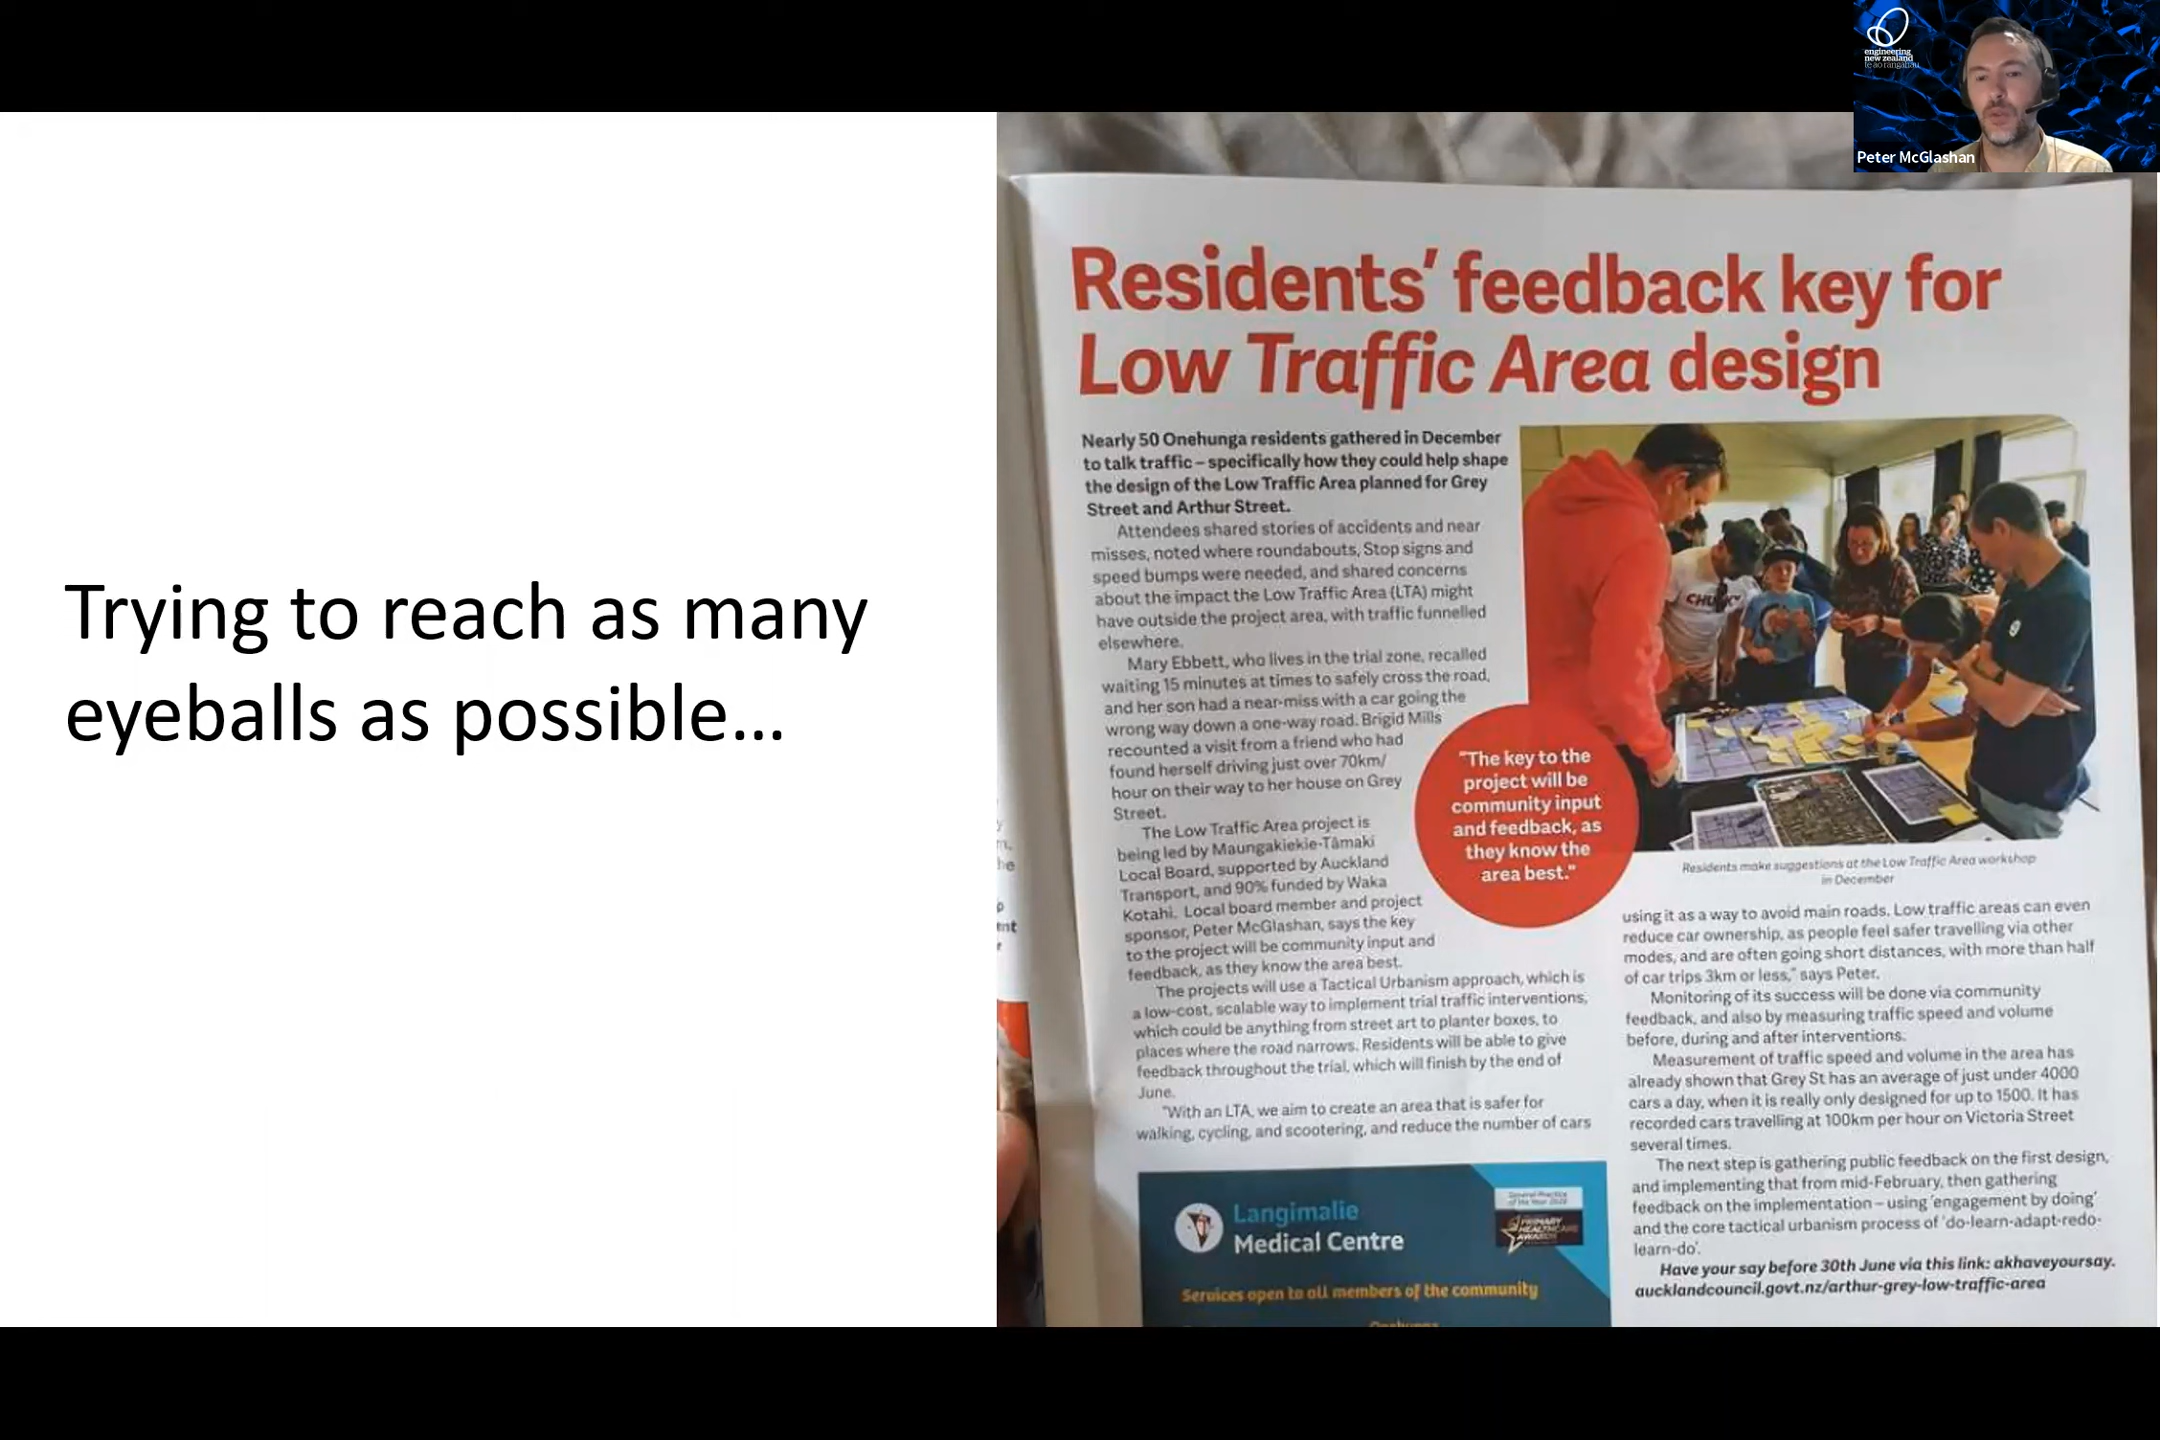 engineering
new zealand
te ao rangahau
Peter McGlashan
Trying to reach as many
eyeballs as possible...
Residents' feedback key for
Low Traffic Area design
Nearly 50 Onehunga residents gathered in December
to talk traffic – specifically how they could help shape
the design of the Low Traffic Area planned for Grey
Street and Arthur Street.
Attendees shared stories of accidents and near
misses, noted where roundabouts, Stop signs and
speed bumps were needed, and shared concerns
about the impact the Low Traffic Area (LTA) might
have outside the project area, with traffic funnelled
elsewhere.
Mary Ebbett, who lives in the trial zone, recalled
waiting 15 minutes at times to safely cross the road,
and her son had a near-miss with a car going the
wrong way down a one-way road. Brigid Mills
recounted a visit from a friend who had
found herself driving just over 70km/
hour on their way to her house on Grey
Street.
The Low Traffic Area project is
being led by Maungakiekie-Tāmaki
Local Board, supported by Auckland
Transport, and 90% funded by Waka
Kotahi. Local board member and project
sponsor, Peter McGlashan, says the key
to the project will be community input and
feedback, as they know the area best.
The projects will use a Tactical Urbanism approach, which is
a low-cost, scalable way to implement trial traffic interventions,
which could be anything from street art to planter boxes, to
places where the road narrows. Residents will be able to give
feedback throughout the trial, which will finish by the end of
June.
"With an LTA, we aim to create an area that is safer for
walking, cycling, and scootering, and reduce the number of cars
"The key to the
project will be
community input
and feedback, as
they know the
area best."
Residents make suggestions at the Low Traffic Area workshop
in December
using it as a way to avoid main roads. Low traffic areas can even
reduce car ownership, as people feel safer travelling via other
modes, and are often going short distances, with more than half
of car trips 3km or less," says Peter.
Monitoring of its success will be done via community
feedback, and also by measuring traffic speed and volume
before, during and after interventions.
Measurement of traffic speed and volume in the area has
already shown that Grey St has an average of just under 4000
cars a day, when it is really only designed for up to 1500. It has
recorded cars travelling at 100km per hour on Victoria Street
several times.
The next step is gathering public feedback on the first design,
and implementing that from mid-February, then gathering
feedback on the implementation – using 'engagement by doing'
and the core tactical urbanism process of 'do-learn-adapt-redo-
learn-do'.
Have your say before 30th June via this link: akhaveyoursay.
aucklandcouncil.govt.nz/arthur-grey-low-traffic-area
Langimalie
Medical Centre
General Practice
of the Year 2022
PRIMARY
HEALTHCARE
AWARDS
Services open to all members of the community